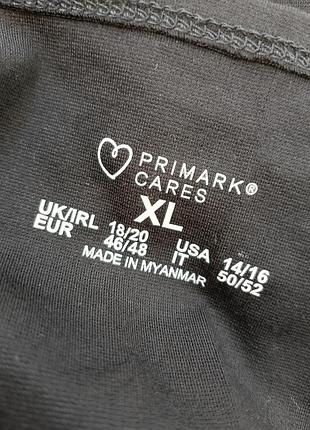 PRIMARK®
CARES
XL
UK/IRL 18/20 USA 14/16
EUR 46/48 IT 50/52
MADE IN MYANMAR